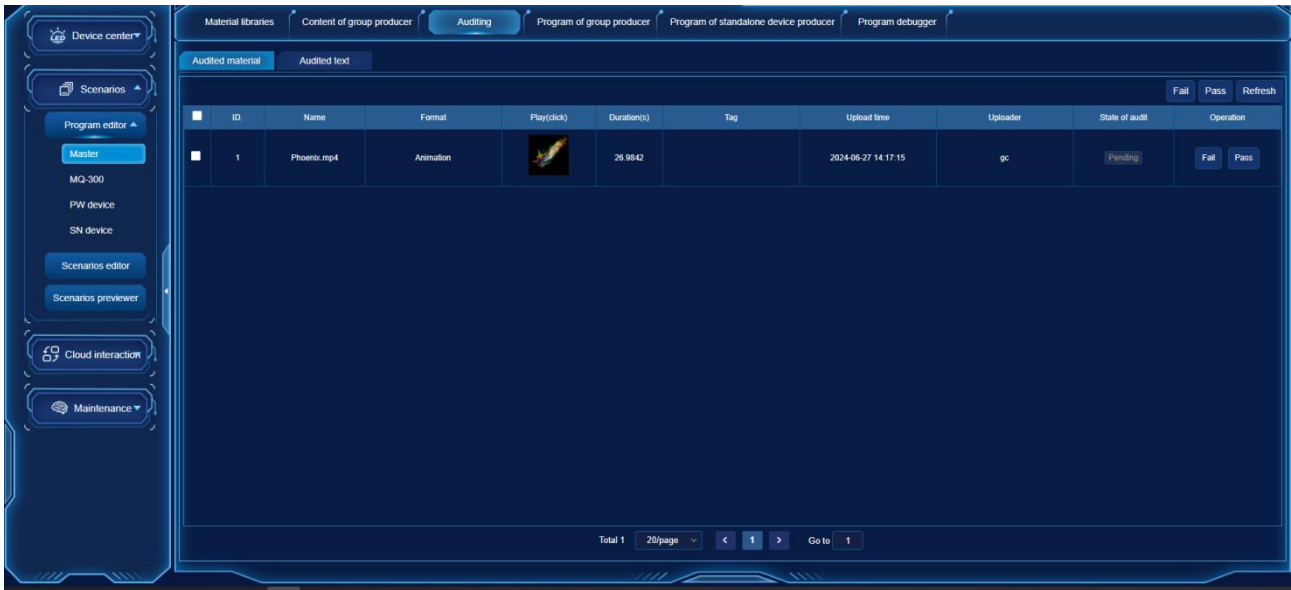 Material libraries Content of group producer Auditing Program of group producer Program of standalone device producer Program debugger
LED Device center
Audited material Audited text
Scenarios
Fail Pass Refresh
ID. Name Format Play(click) Duration(s) Tag Upload time Uploader State of audit Operation
Program editor
Master
1 Phoenix.mp4 Animation 26.9842 2024-06-27 14:17:15 gc Pending Fail Pass
MQ-300
PW device
SN device
Scenarios editor
Scenarios previewer
Cloud interaction
Maintenance
Total 1 20/page 1 Go to 1